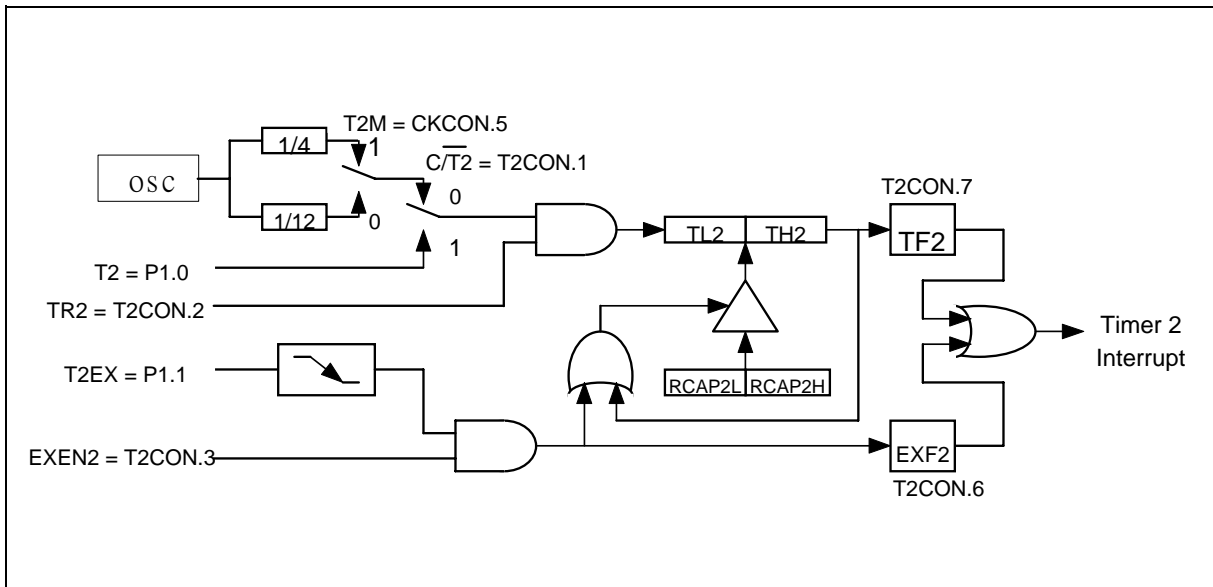 T2M = CKCON.5
1/4
1
C/T2 = T2CON.1
OSC
0
1/12
0
1
T2 = P1.0
TR2 = T2CON.2
TL2
TH2
T2CON.7
TF2
Timer 2
Interrupt
T2EX = P1.1
RCAP2L
RCAP2H
EXEN2 = T2CON.3
EXF2
T2CON.6